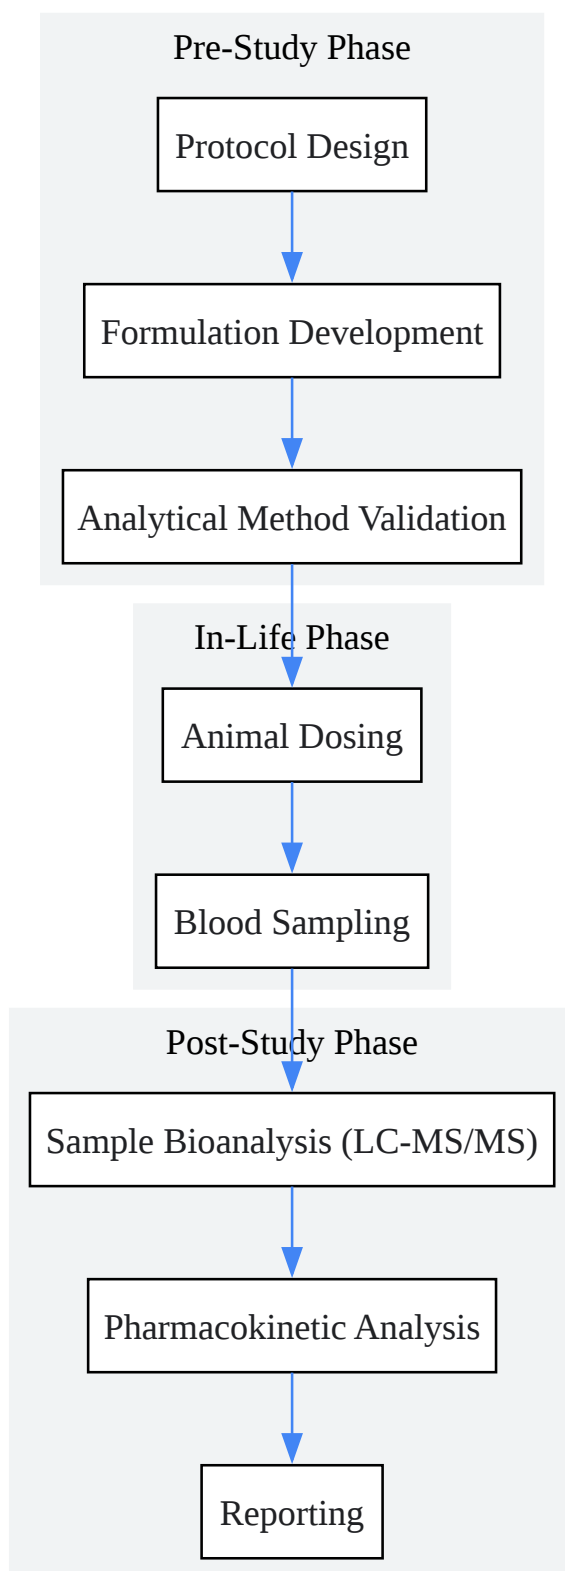 Pre-Study Phase
Protocol Design
Formulation Development
Analytical Method Validation
In-Life Phase
Animal Dosing
Blood Sampling
Post-Study Phase
Sample Bioanalysis (LC-MS/MS)
Pharmacokinetic Analysis
Reporting